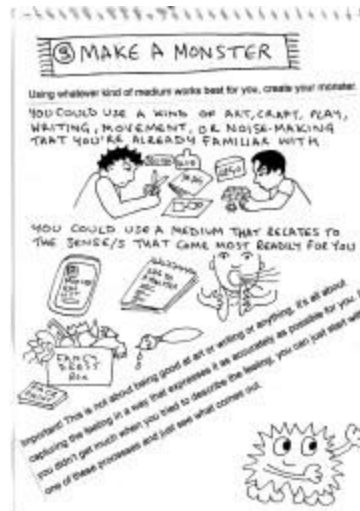 ③ MAKE A MONSTER
Using whatever kind of medium works best for you, create your monster.
YOU COULD USE A KIND OF ART, CRAFT, PLAY,
WRITING, MOVEMENT, OR NOISE-MAKING
THAT YOU'RE ALREADY FAMILIAR WITH
LEGO
YOU COULD USE A MEDIUM THAT RELATES TO
THE SENSE/S THAT COME MOST READILY FOR YOU
FANCY
DRESS
BOX
FACE
PAINT
Important! This is not about being good at art or writing or anything, it's all about
capturing the feeling in a way that expresses it as accurately as possible for you.
you didn't get much when you tried to describe the feeling, you can just start with
one of these processes and just see what comes out.